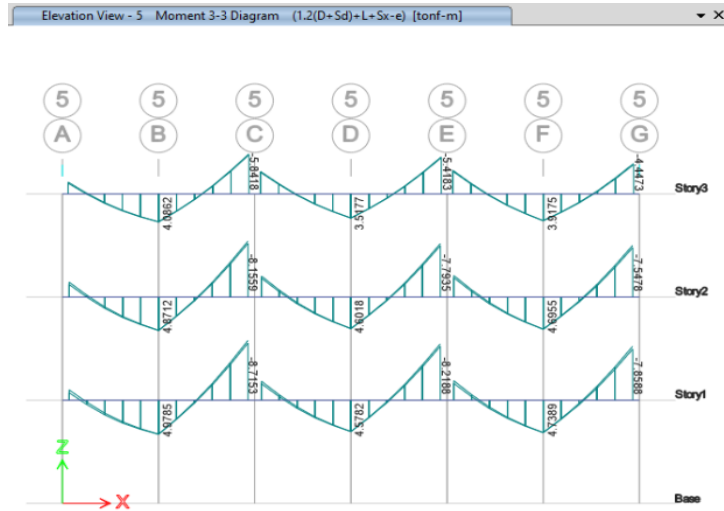 Elevation View - 5 Moment 3-3 Diagram (1.2(D+Sd)+L+Sx-e) [tonf-m]
5 5 5 5 5 5 5
A B C D E F G
4.0862 -5.8418 3.5177 -5.4183 3.9175 -4.4473 Story3
4.8712 -8.1559 4.6018 -7.7935 4.6955 -7.5478 Story2
4.9785 -8.7153 4.5782 -8.2188 4.7389 -7.8588 Story1
Z
X
Base